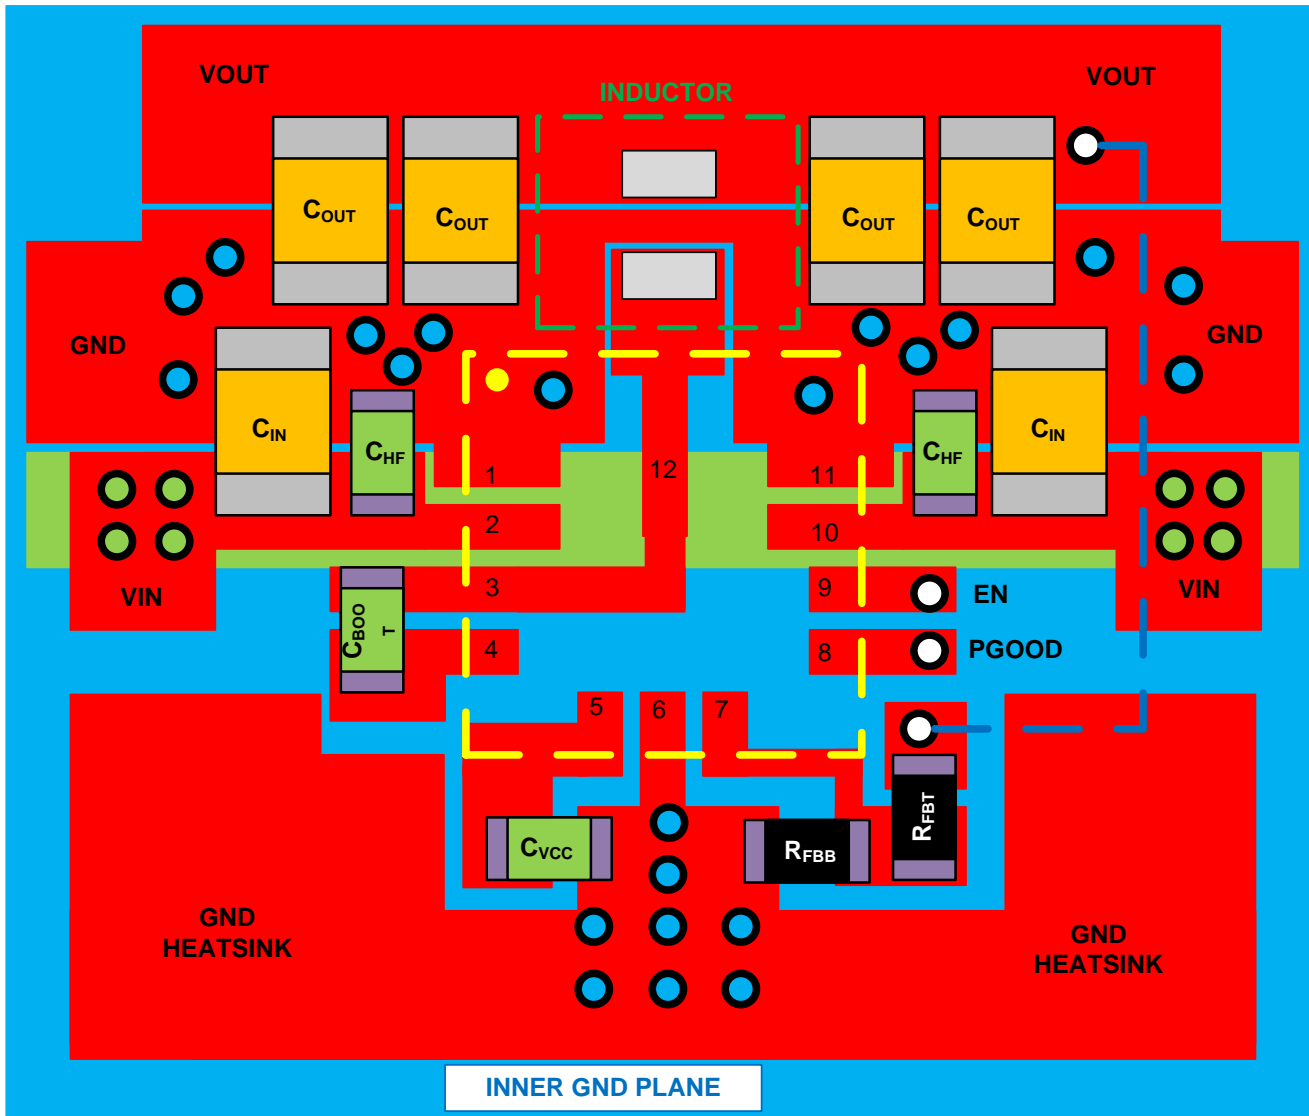 VOUT
VOUT
INDUCTOR
COUT
COUT
COUT
COUT
GND
GND
CIN
CHF
CHF
CIN
1
12
11
2
10
VIN
3
9
EN
VIN
CBOO
T
4
8
PGOOD
5
6
7
RFBT
CVCC
RFBB
GND
HEATSINK
GND
HEATSINK
INNER GND PLANE